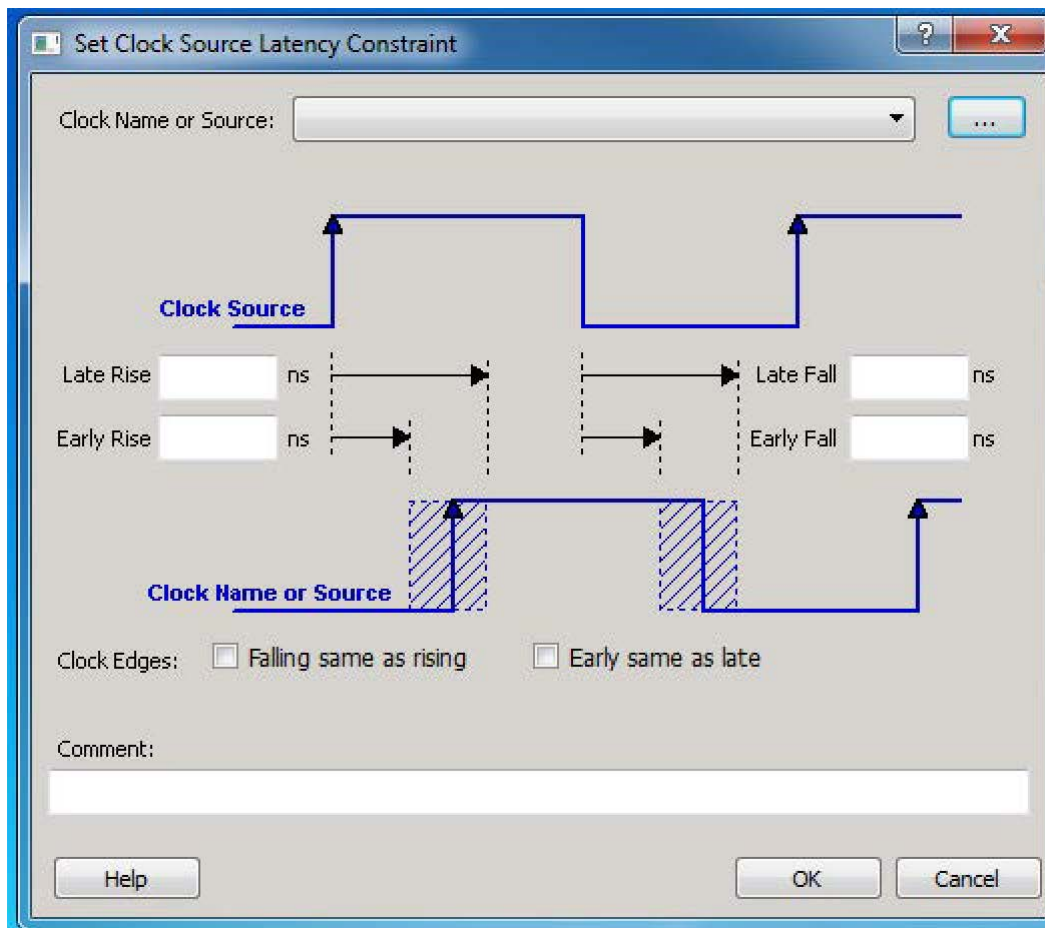 Set Clock Source Latency Constraint
?
X
Clock Name or Source:
...
Clock Source
Late Rise ns Late Fall ns
Early Rise ns Early Fall ns
Clock Name or Source
Clock Edges: Falling same as rising Early same as late
Comment:
Help OK Cancel